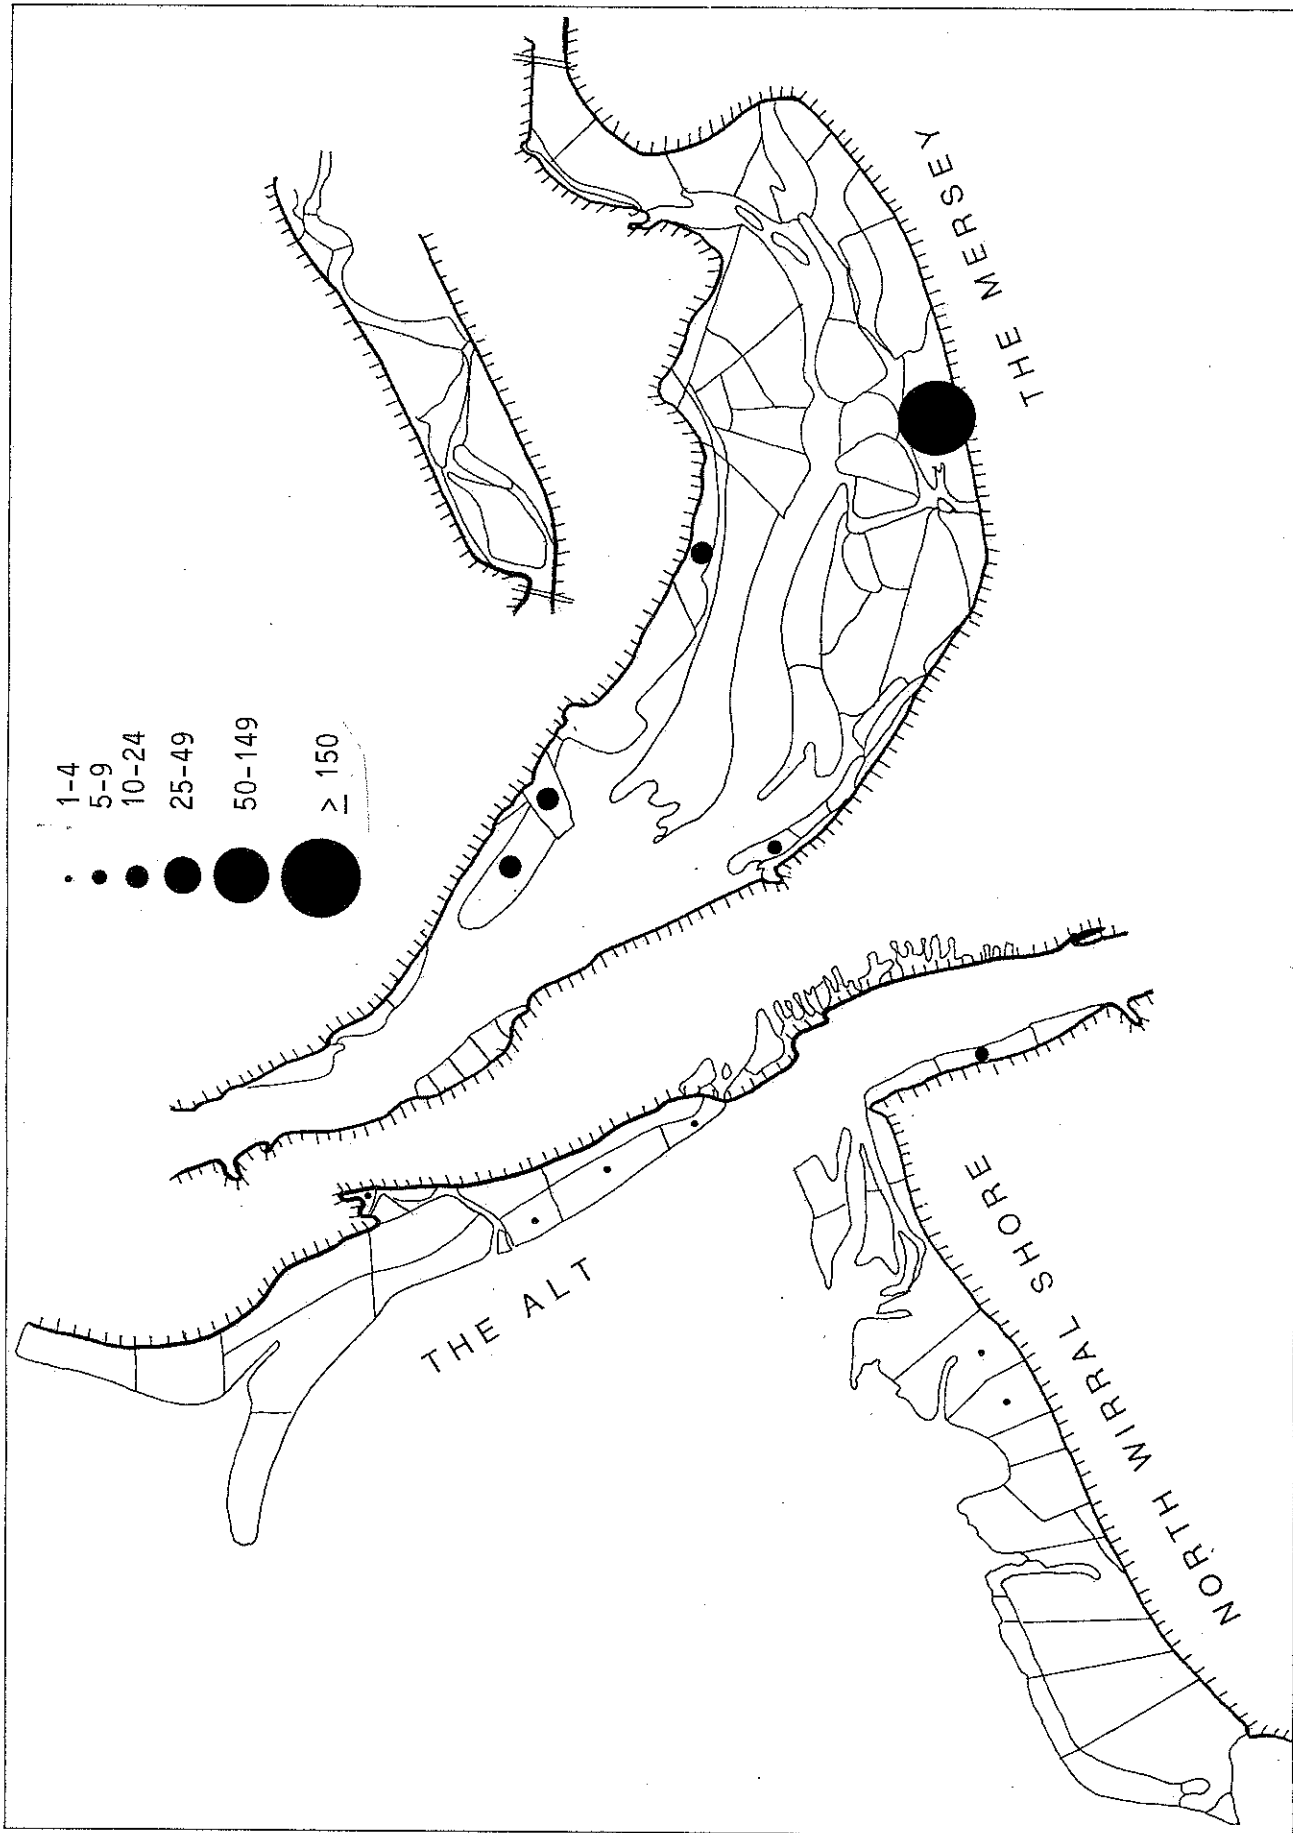 1-4
5-9
10-24
25-49
50-149
≥ 150
THE MERSEY
THE ALT
NORTH WIRRAL SHORE